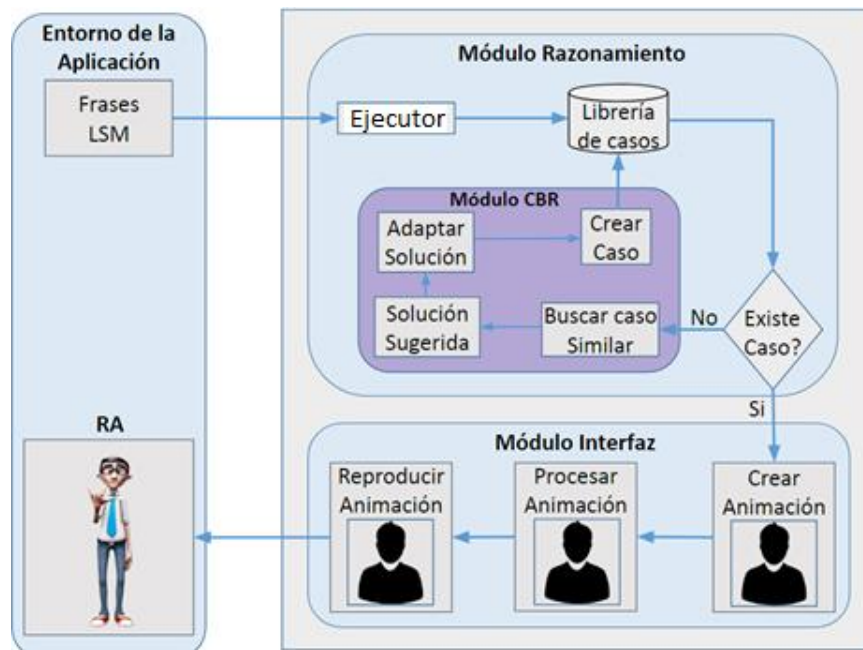 Entorno de la
Aplicación
Frases
LSM
Módulo Razonamiento
Ejecutor
Librería
de casos
Módulo CBR
Adaptar
Solución
Crear
Caso
Solución
Sugerida
Buscar caso
Similar
No
Existe
Caso?
Si
RA
Módulo Interfaz
Reproducir
Animación
Procesar
Animación
Crear
Animación